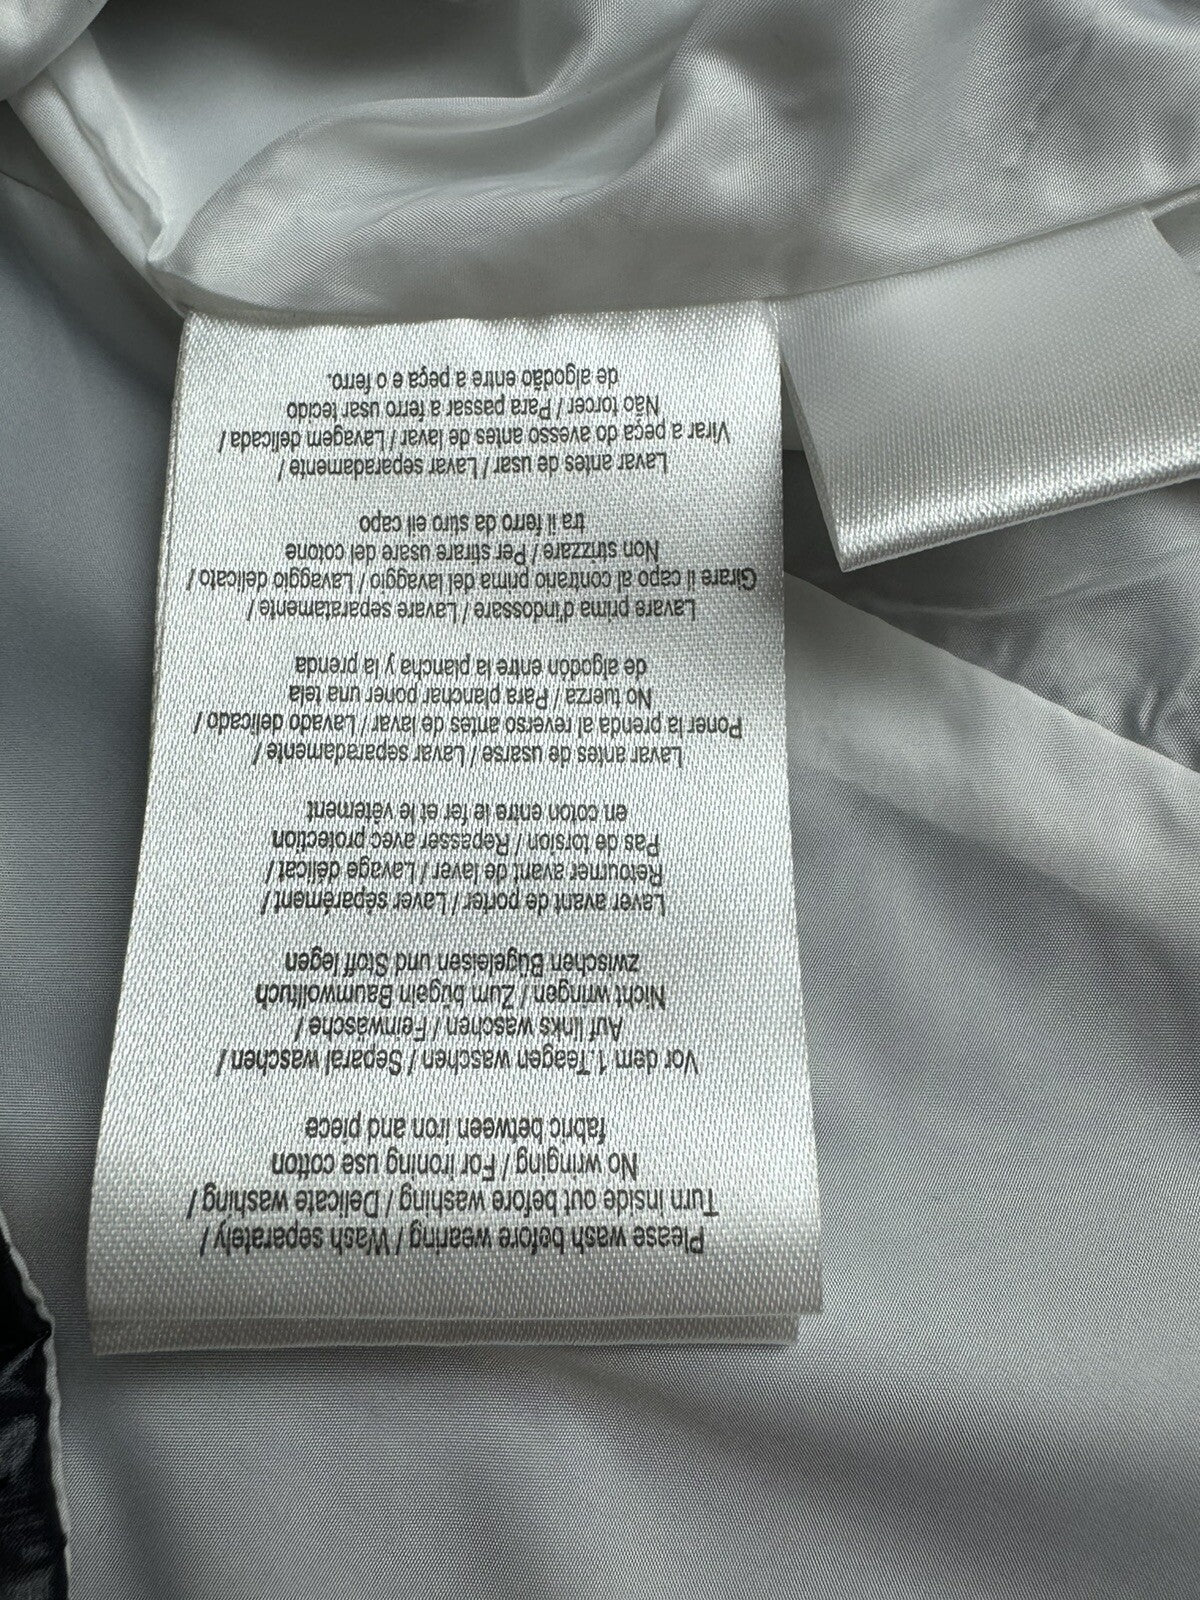 Please wash before wearing / Wash separately /
Turn inside out before washing / Delicate washing /
No wringing / For ironing use cotton
fabric between iron and piece
Vor dem 1.Teagen waschen / Separal waschen /
Auf links waschen / Feinwäsche /
Nicht wringen / Zum bügeln Baumwolltuch
zwischen Bügeleisen und Stoff legen
Laver avant de porter / Laver séparément /
Retourner avant de laver / Lavage délicat /
Pas de torsion / Repasser avec protection
en coton entre le fer et le vêtement
Lavar antes de usarse / Lavar separadamente /
Poner la prenda al reverso antes de lavar / Lavado delicado /
No tuerza / Para planchar poner una tela
de algodón entre la plancha y la prenda
Lavare prima d'indossare / Lavare separatamente /
Girare il capo al contrario prima del lavaggio / Lavaggio delicato /
Non strizzare / Per stirare usare del cotone
tra il ferro da stiro eil capo
Lavar antes de usar / Lavar separadamente /
Virar a peça do avesso antes de lavar / Lavagem delicada /
Não torcer / Para passar a ferro usar tecido
de algodão entre a peça e o ferro.